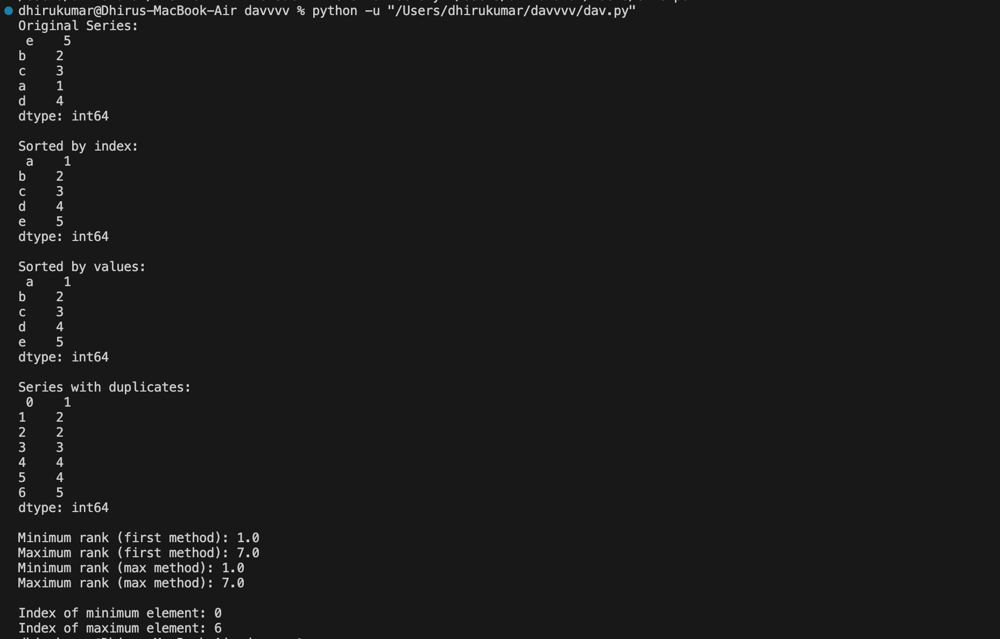 dhirukumar@Dhirus-MacBook-Air davvvv % python -u "/Users/dhirukumar/davvvv/dav.py"
Original Series:
 e    5
b    2
c    3
a    1
d    4
dtype: int64

Sorted by index:
 a    1
b    2
c    3
d    4
e    5
dtype: int64

Sorted by values:
 a    1
b    2
c    3
d    4
e    5
dtype: int64

Series with duplicates:
 0    1
1    2
2    2
3    3
4    4
5    4
6    5
dtype: int64

Minimum rank (first method): 1.0
Maximum rank (first method): 7.0
Minimum rank (max method): 1.0
Maximum rank (max method): 7.0

Index of minimum element: 0
Index of maximum element: 6